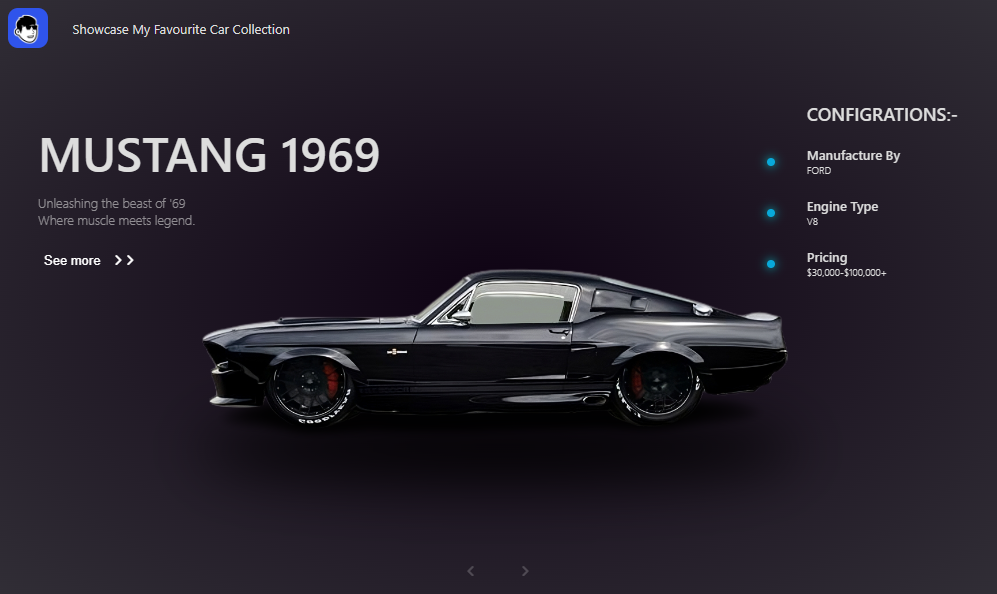 Showcase My Favourite Car Collection
MUSTANG 1969
Unleashing the beast of '69
Where muscle meets legend.
See more
CONFIGRATIONS:-
Manufacture By
FORD
Engine Type
V8
Pricing
$30,000-$100,000+